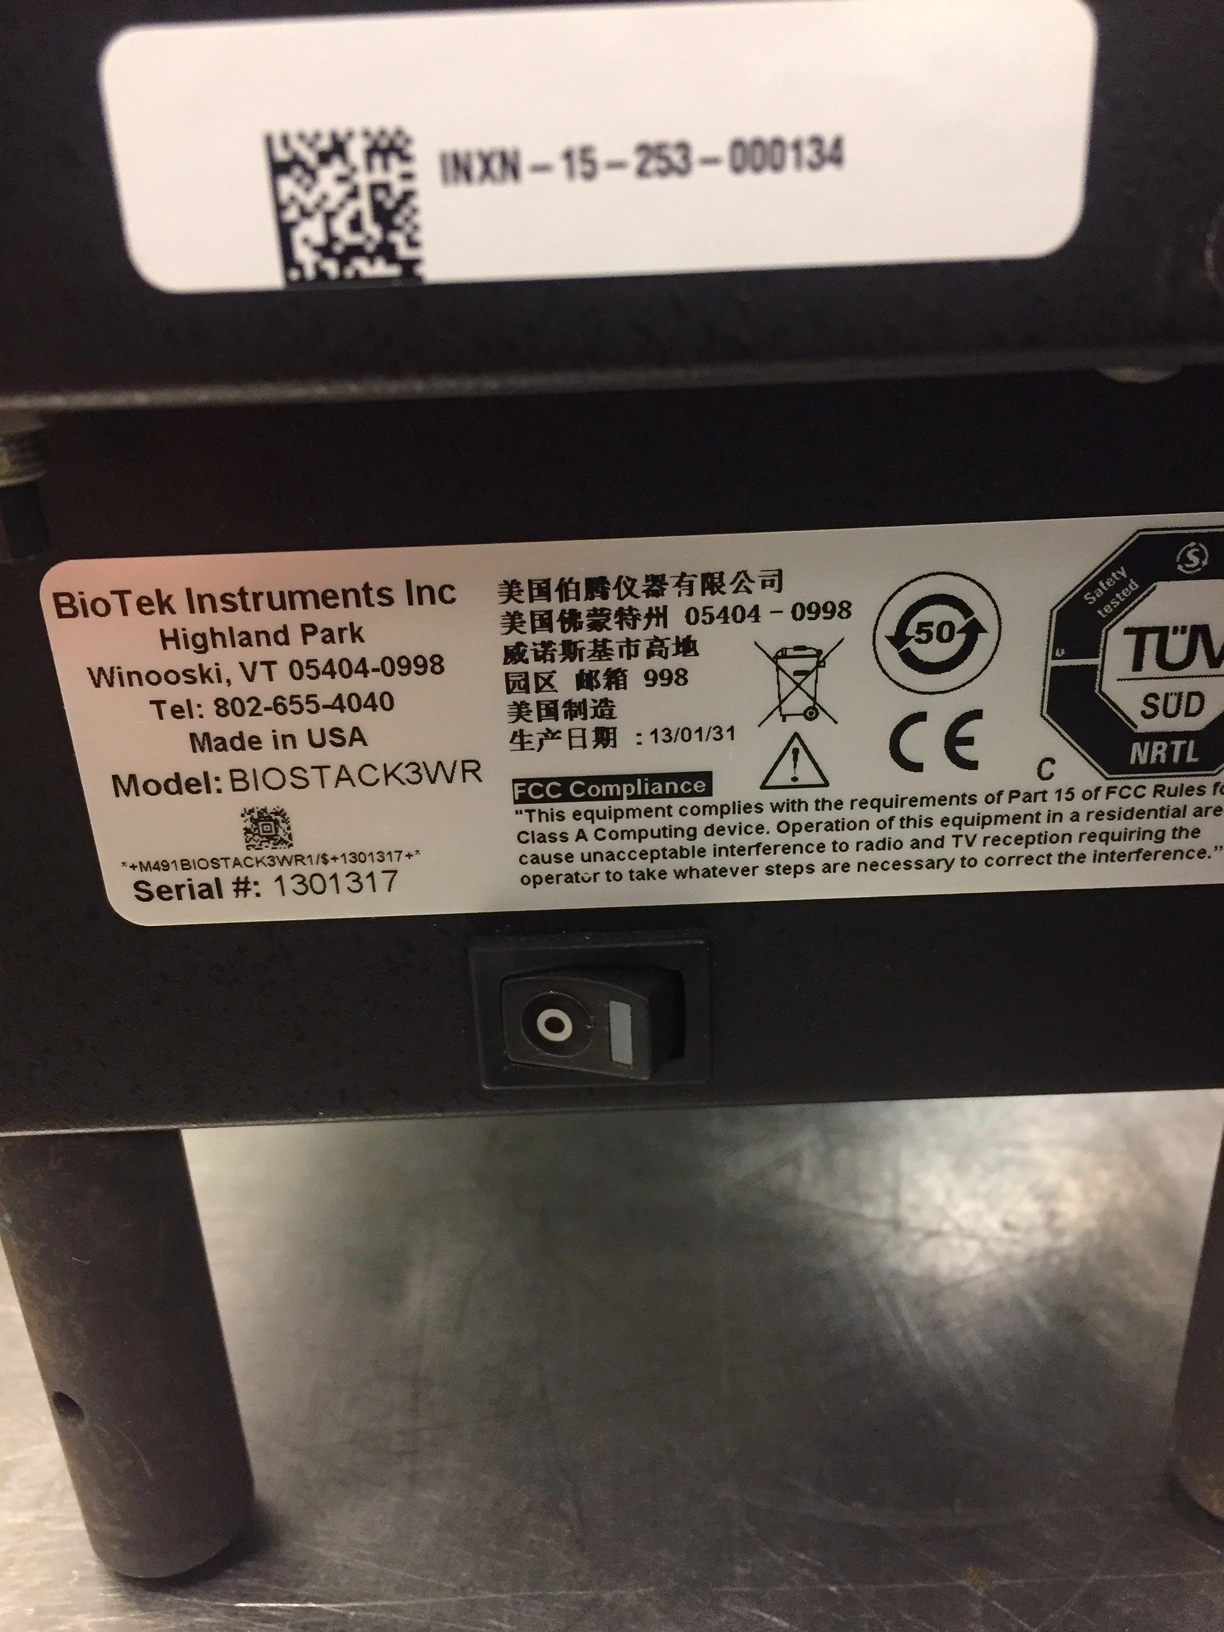 INXN-15-253-000134
BioTek Instruments Inc
Highland Park
Winooski, VT 05404-0998
Tel: 802-655-4040
Made in USA
Model: BIOSTACK3WR
*+M491BIOSTACK3WR1/$+1301317+*
Serial #: 1301317
美国伯腾仪器有限公司
美国佛蒙特州 05404-0998
威诺斯基市高地
园区 邮箱 998
美国制造
生产日期 :13/01/31
50
CE
Safety
tested
TÜV
SÜD
NRTL
C
FCC Compliance
"This equipment complies with the requirements of Part 15 of FCC Rules
Class A Computing device. Operation of this equipment in a residential
cause unacceptable interference to radio and TV reception requiring the
operator to take whatever steps are necessary to correct the interference."
O